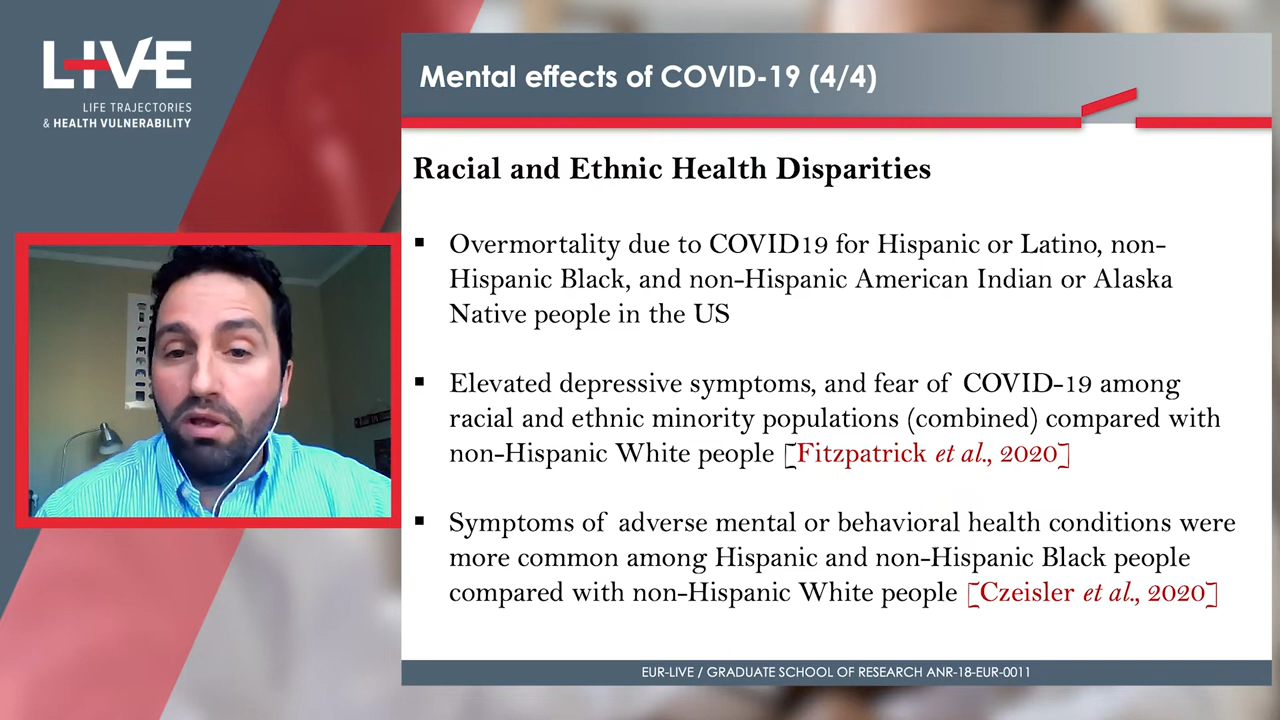 LIVE
LIFE TRAJECTORIES
& HEALTH VULNERABILITY
Mental effects of COVID-19 (4/4)
Racial and Ethnic Health Disparities
▪ Overmortality due to COVID19 for Hispanic or Latino, non-
Hispanic Black, and non-Hispanic American Indian or Alaska
Native people in the US
▪ Elevated depressive symptoms, and fear of COVID-19 among
racial and ethnic minority populations (combined) compared with
non-Hispanic White people [Fitzpatrick et al., 2020]
▪ Symptoms of adverse mental or behavioral health conditions were
more common among Hispanic and non-Hispanic Black people
compared with non-Hispanic White people [Czeisler et al., 2020]
EUR-LIVE / GRADUATE SCHOOL OF RESEARCH ANR-18-EUR-0011